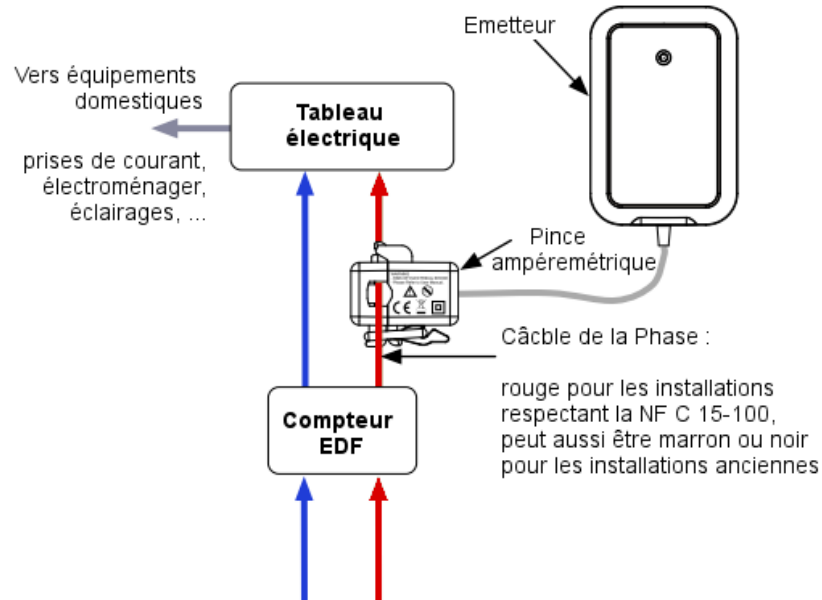 Emetteur
Vers équipements
domestiques
prises de courant,
électroménager,
éclairages, ...
Tableau
électrique
Pince
ampéremétrique
CE
Câcble de la Phase :
rouge pour les installations
respectant la NF C 15-100,
peut aussi être marron ou noir
pour les installations anciennes
Compteur
EDF